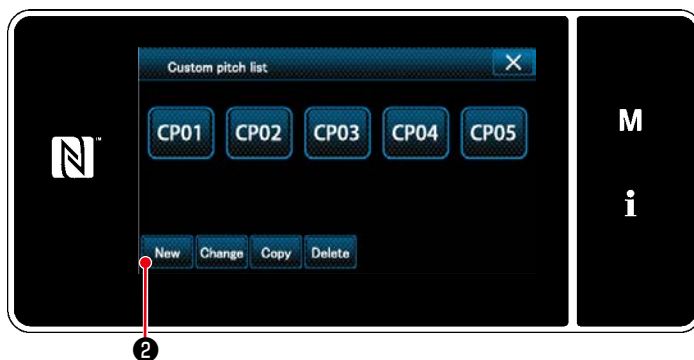 Custom pitch list
CP01 CP02 CP03 CP04 CP05
M
i
New Change Copy Delete
❷